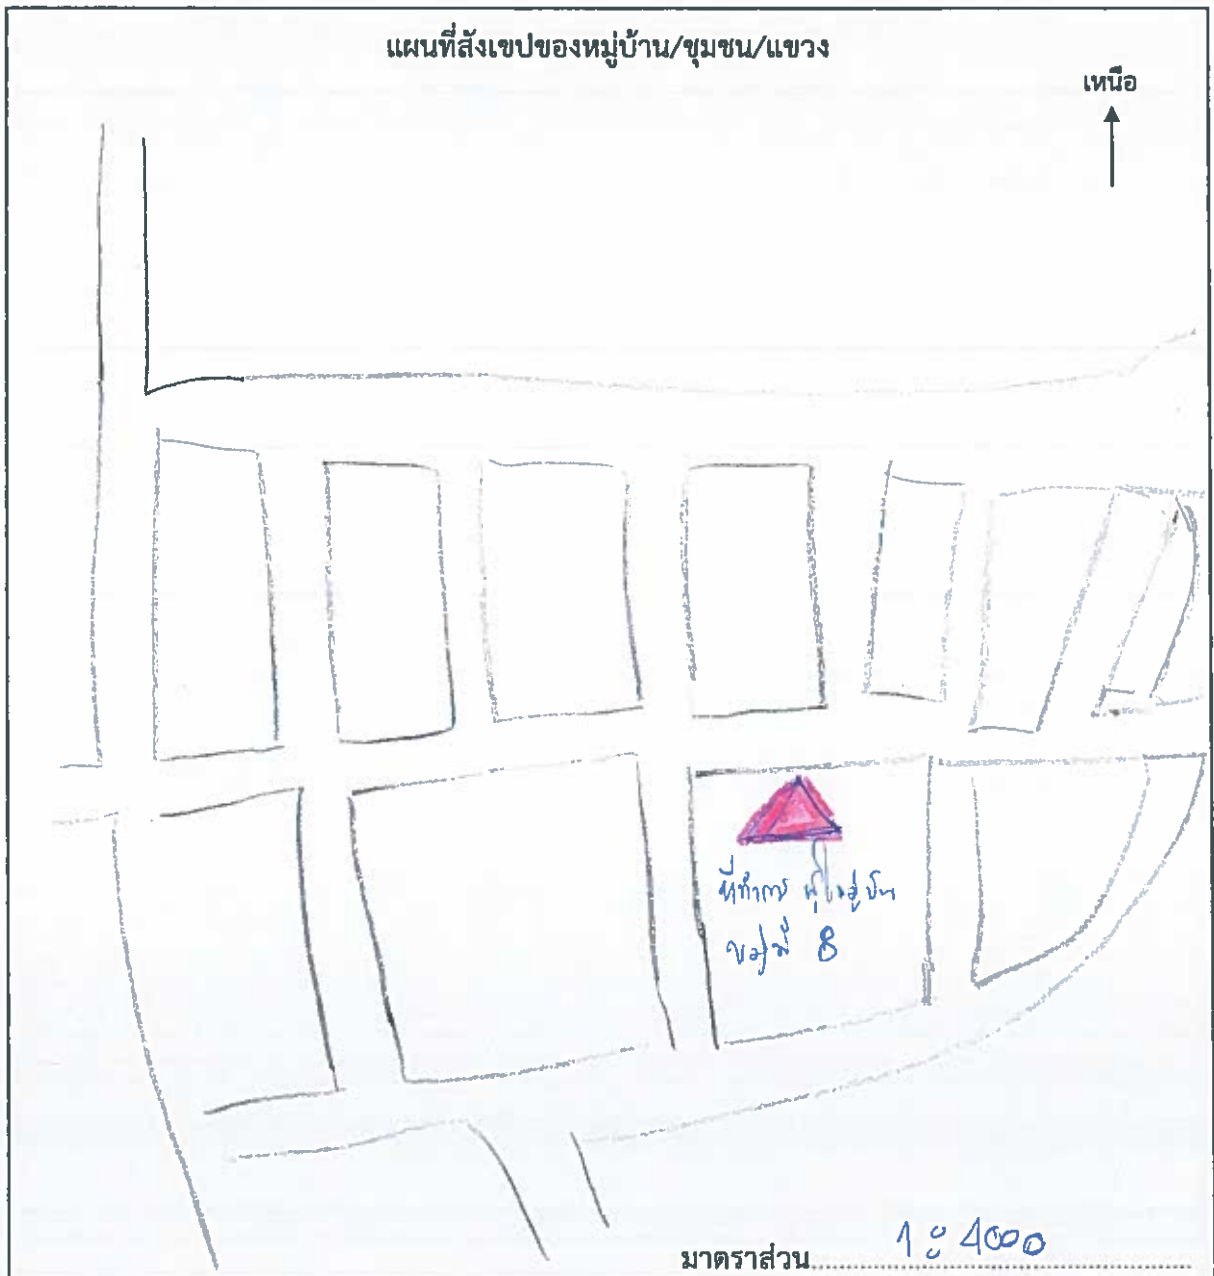 แผนที่สังเขปของหมู่บ้าน/ชุมชน/แขวง
เหนือ
ที่ทำการ ผู้ใหญ่บ้าน
หมู่ที่ 8
มาตราส่วน 1:4000